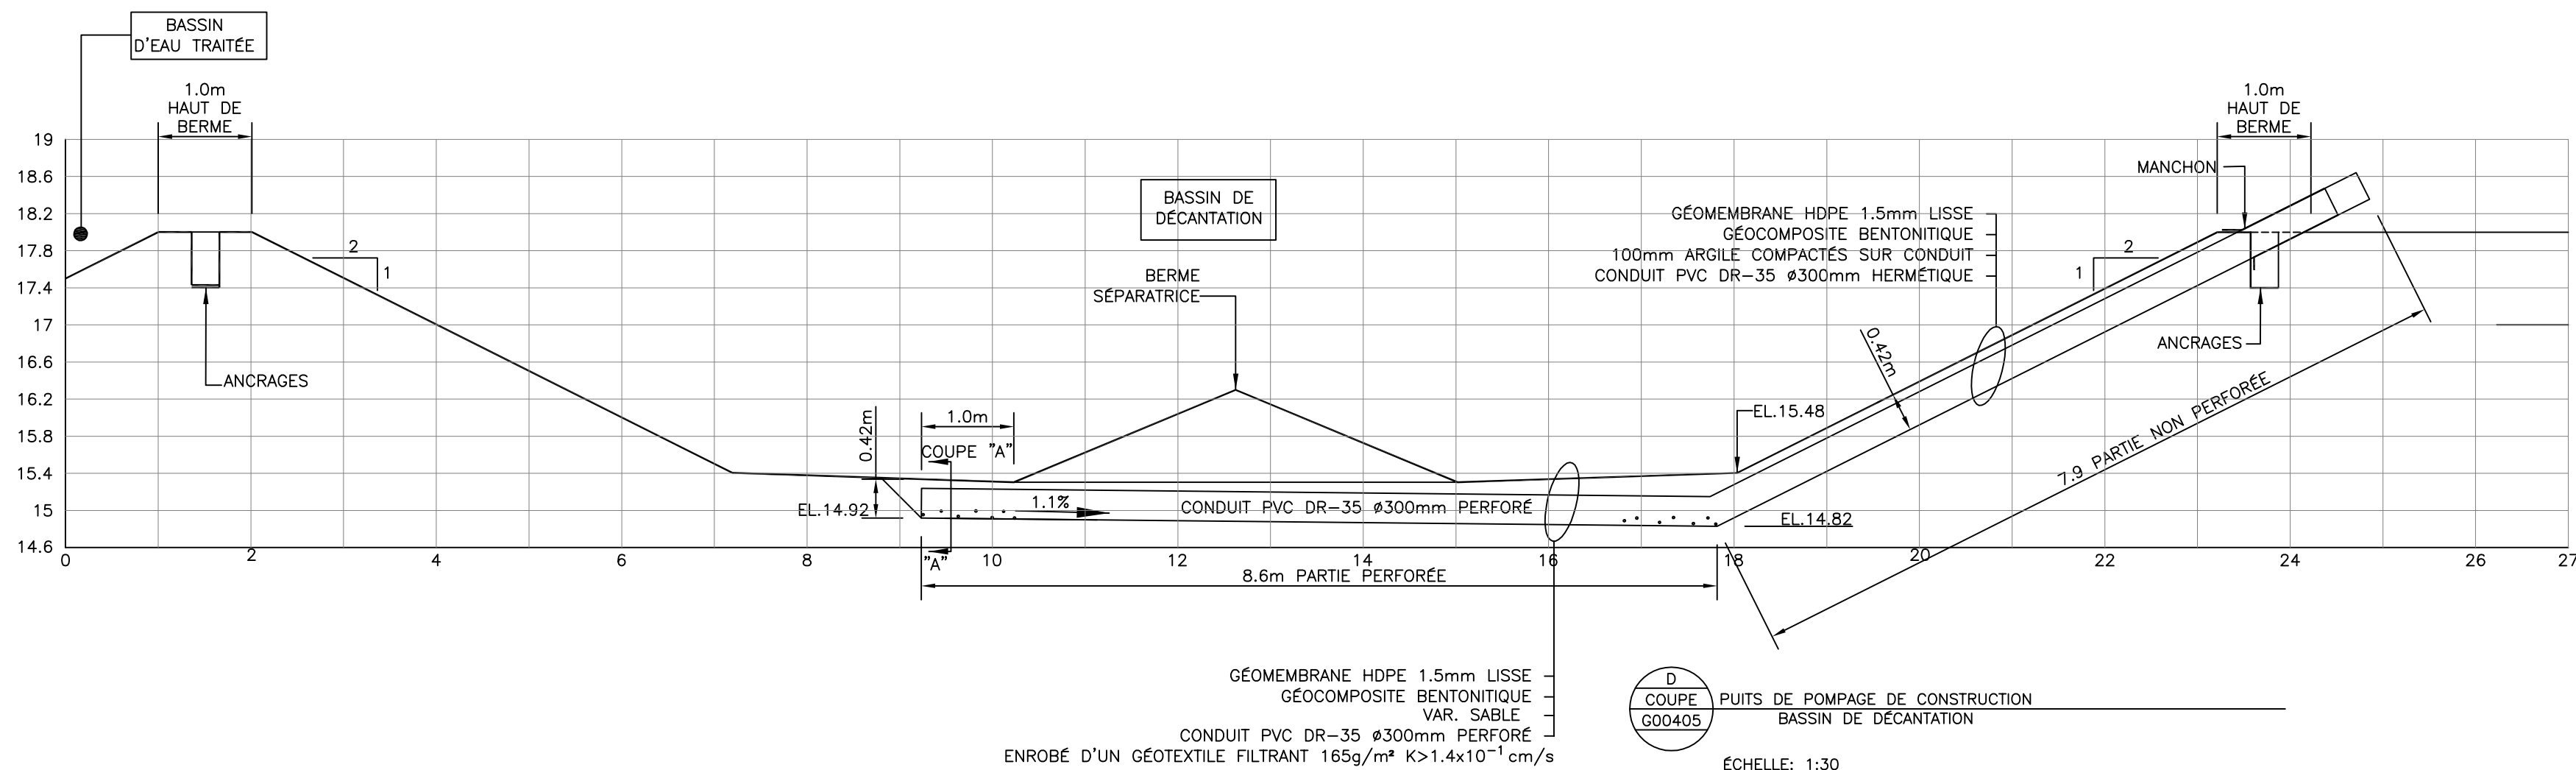 BASSIN
D'EAU TRAITÉE
1.0m
HAUT DE
BERME
1.0m
HAUT DE
BERME
19
18.6
18.2
17.8
17.4
17
16.6
16.2
15.8
15.4
15
14.6
2
1
ANCRAGES
BASSIN DE
DÉCANTATION
BERME
SÉPARATRICE
MANCHON
GÉOMEMBRANE HDPE 1.5mm LISSE
GÉOCOMPOSITE BENTONITIQUE
100mm ARGILE COMPACTÉS SUR CONDUIT
CONDUIT PVC DR-35 ø300mm HERMÉTIQUE
2
1
ANCRAGES
0.42m
0.42m
1.0m
COUPE "A"
EL.15.48
7.9 PARTIE NON PERFORÉE
EL.14.92
1.1%
CONDUIT PVC DR-35 ø300mm PERFORÉ
EL.14.82
0 2 4 6 8 10 12 14 16 18 20 22 24 26 27
"A"
8.6m PARTIE PERFORÉE
GÉOMEMBRANE HDPE 1.5mm LISSE
GÉOCOMPOSITE BENTONITIQUE
VAR. SABLE
CONDUIT PVC DR-35 ø300mm PERFORÉ
ENROBÉ D'UN GÉOTEXTILE FILTRANT 165g/m² K>1.4x10⁻¹cm/s
D
COUPE
G00405
PUITS DE POMPAGE DE CONSTRUCTION
BASSIN DE DÉCANTATION
ÉCHELLE: 1:30